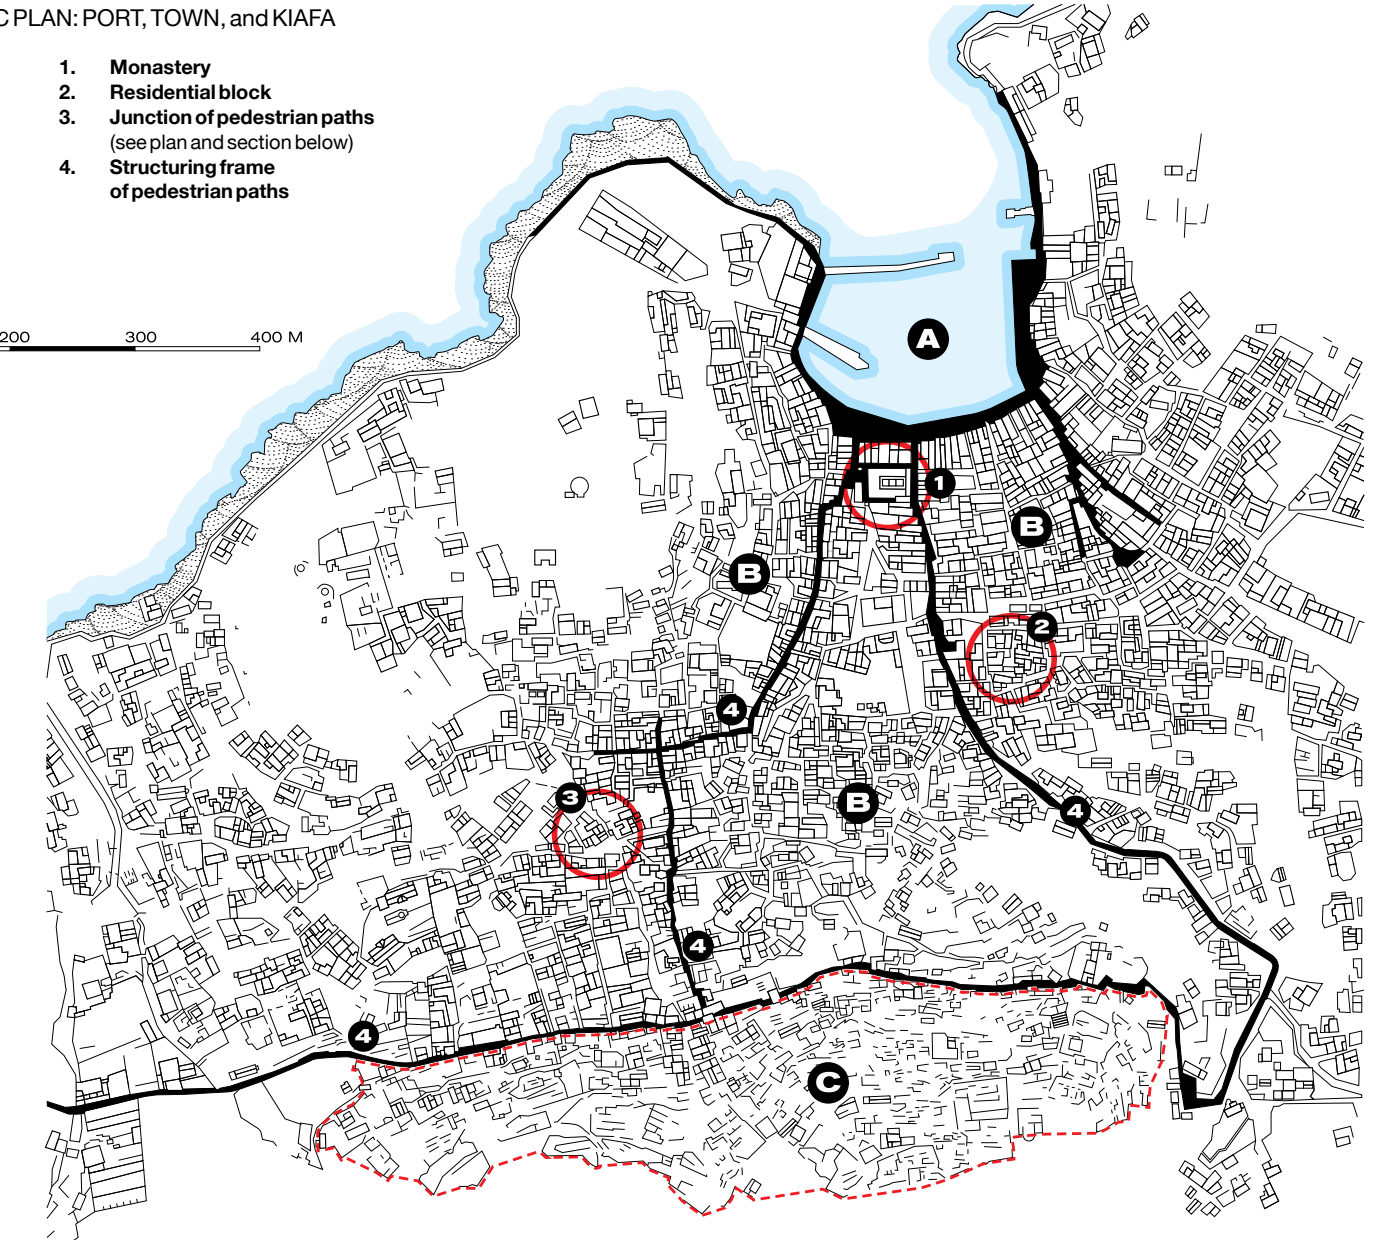 C PLAN: PORT, TOWN, and KIAFA
1. Monastery
2. Residential block
3. Junction of pedestrian paths
(see plan and section below)
4. Structuring frame
of pedestrian paths
200 300 400 M
A
1
B
B
2
4
3
B
4
4
4
C